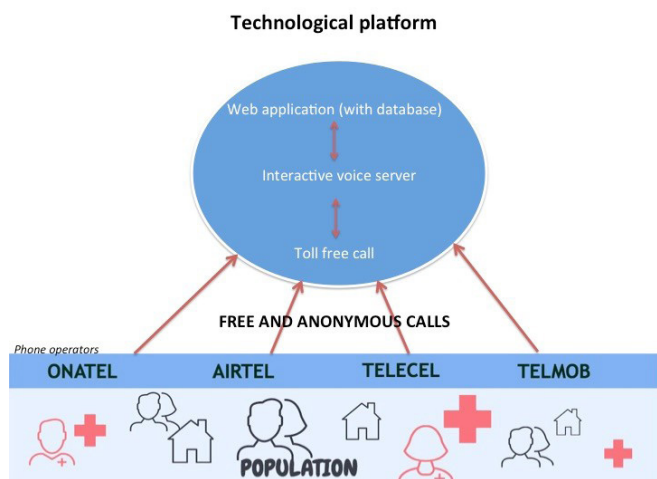 Technological platform
Web application (with database)
Interactive voice server
Toll free call
FREE AND ANONYMOUS CALLS
Phone operators
ONATEL AIRTEL TELECEL TELMOB
POPULATION